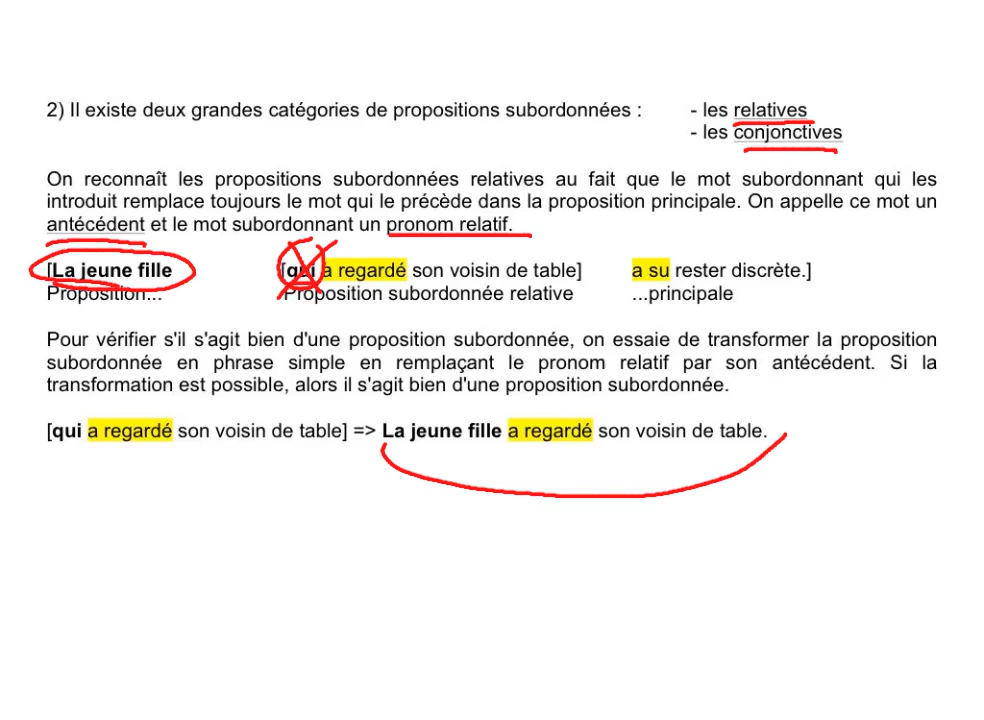 2) Il existe deux grandes catégories de propositions subordonnées : - les relatives
- les conjonctives
On reconnaît les propositions subordonnées relatives au fait que le mot subordonnant qui les
introduit remplace toujours le mot qui le précède dans la proposition principale. On appelle ce mot un
antécédent et le mot subordonnant un pronom relatif.
[La jeune fille [qui a regardé son voisin de table] a su rester discrète.]
Proposition... Proposition subordonnée relative ...principale
Pour vérifier s'il s'agit bien d'une proposition subordonnée, on essaie de transformer la proposition
subordonnée en phrase simple en remplaçant le pronom relatif par son antécédent. Si la
transformation est possible, alors il s'agit bien d'une proposition subordonnée.
[qui a regardé son voisin de table] => La jeune fille a regardé son voisin de table.